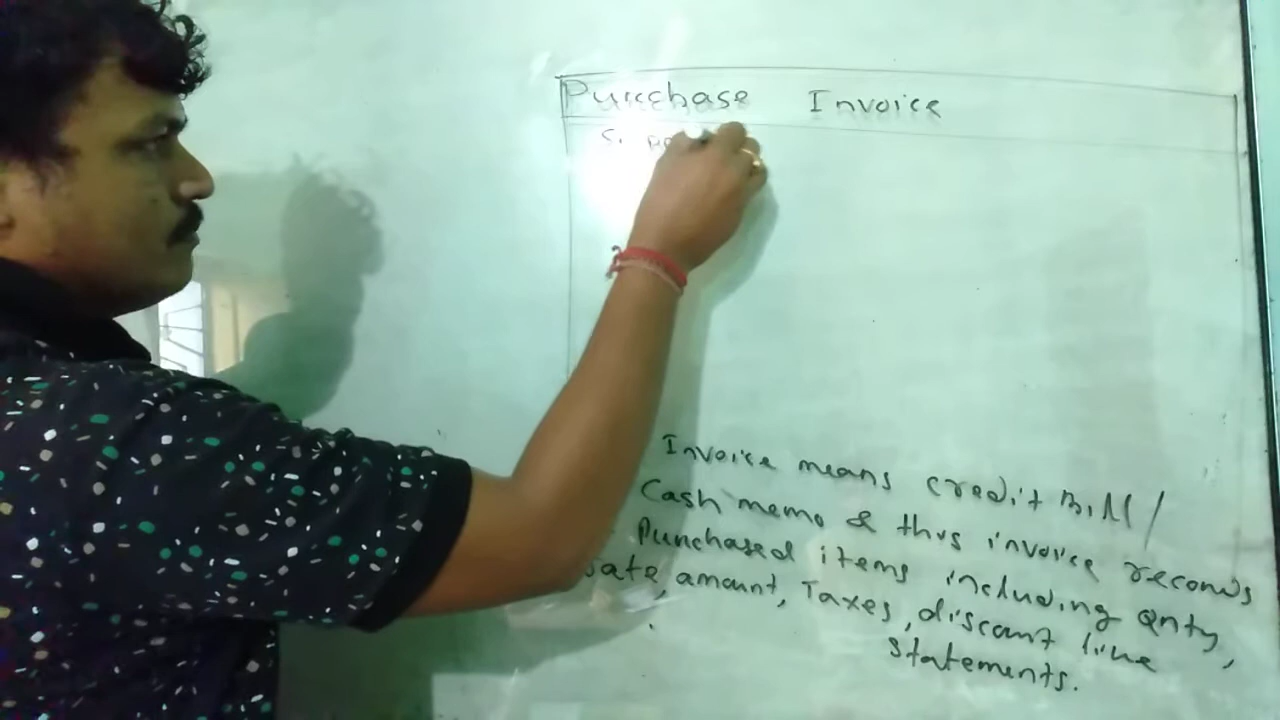 Purchase Invoice
S.
Invoice means credit Bill /
Cash memo & thus invoice records
Purchased items including qnty,
amount, Taxes, discount like
statements.